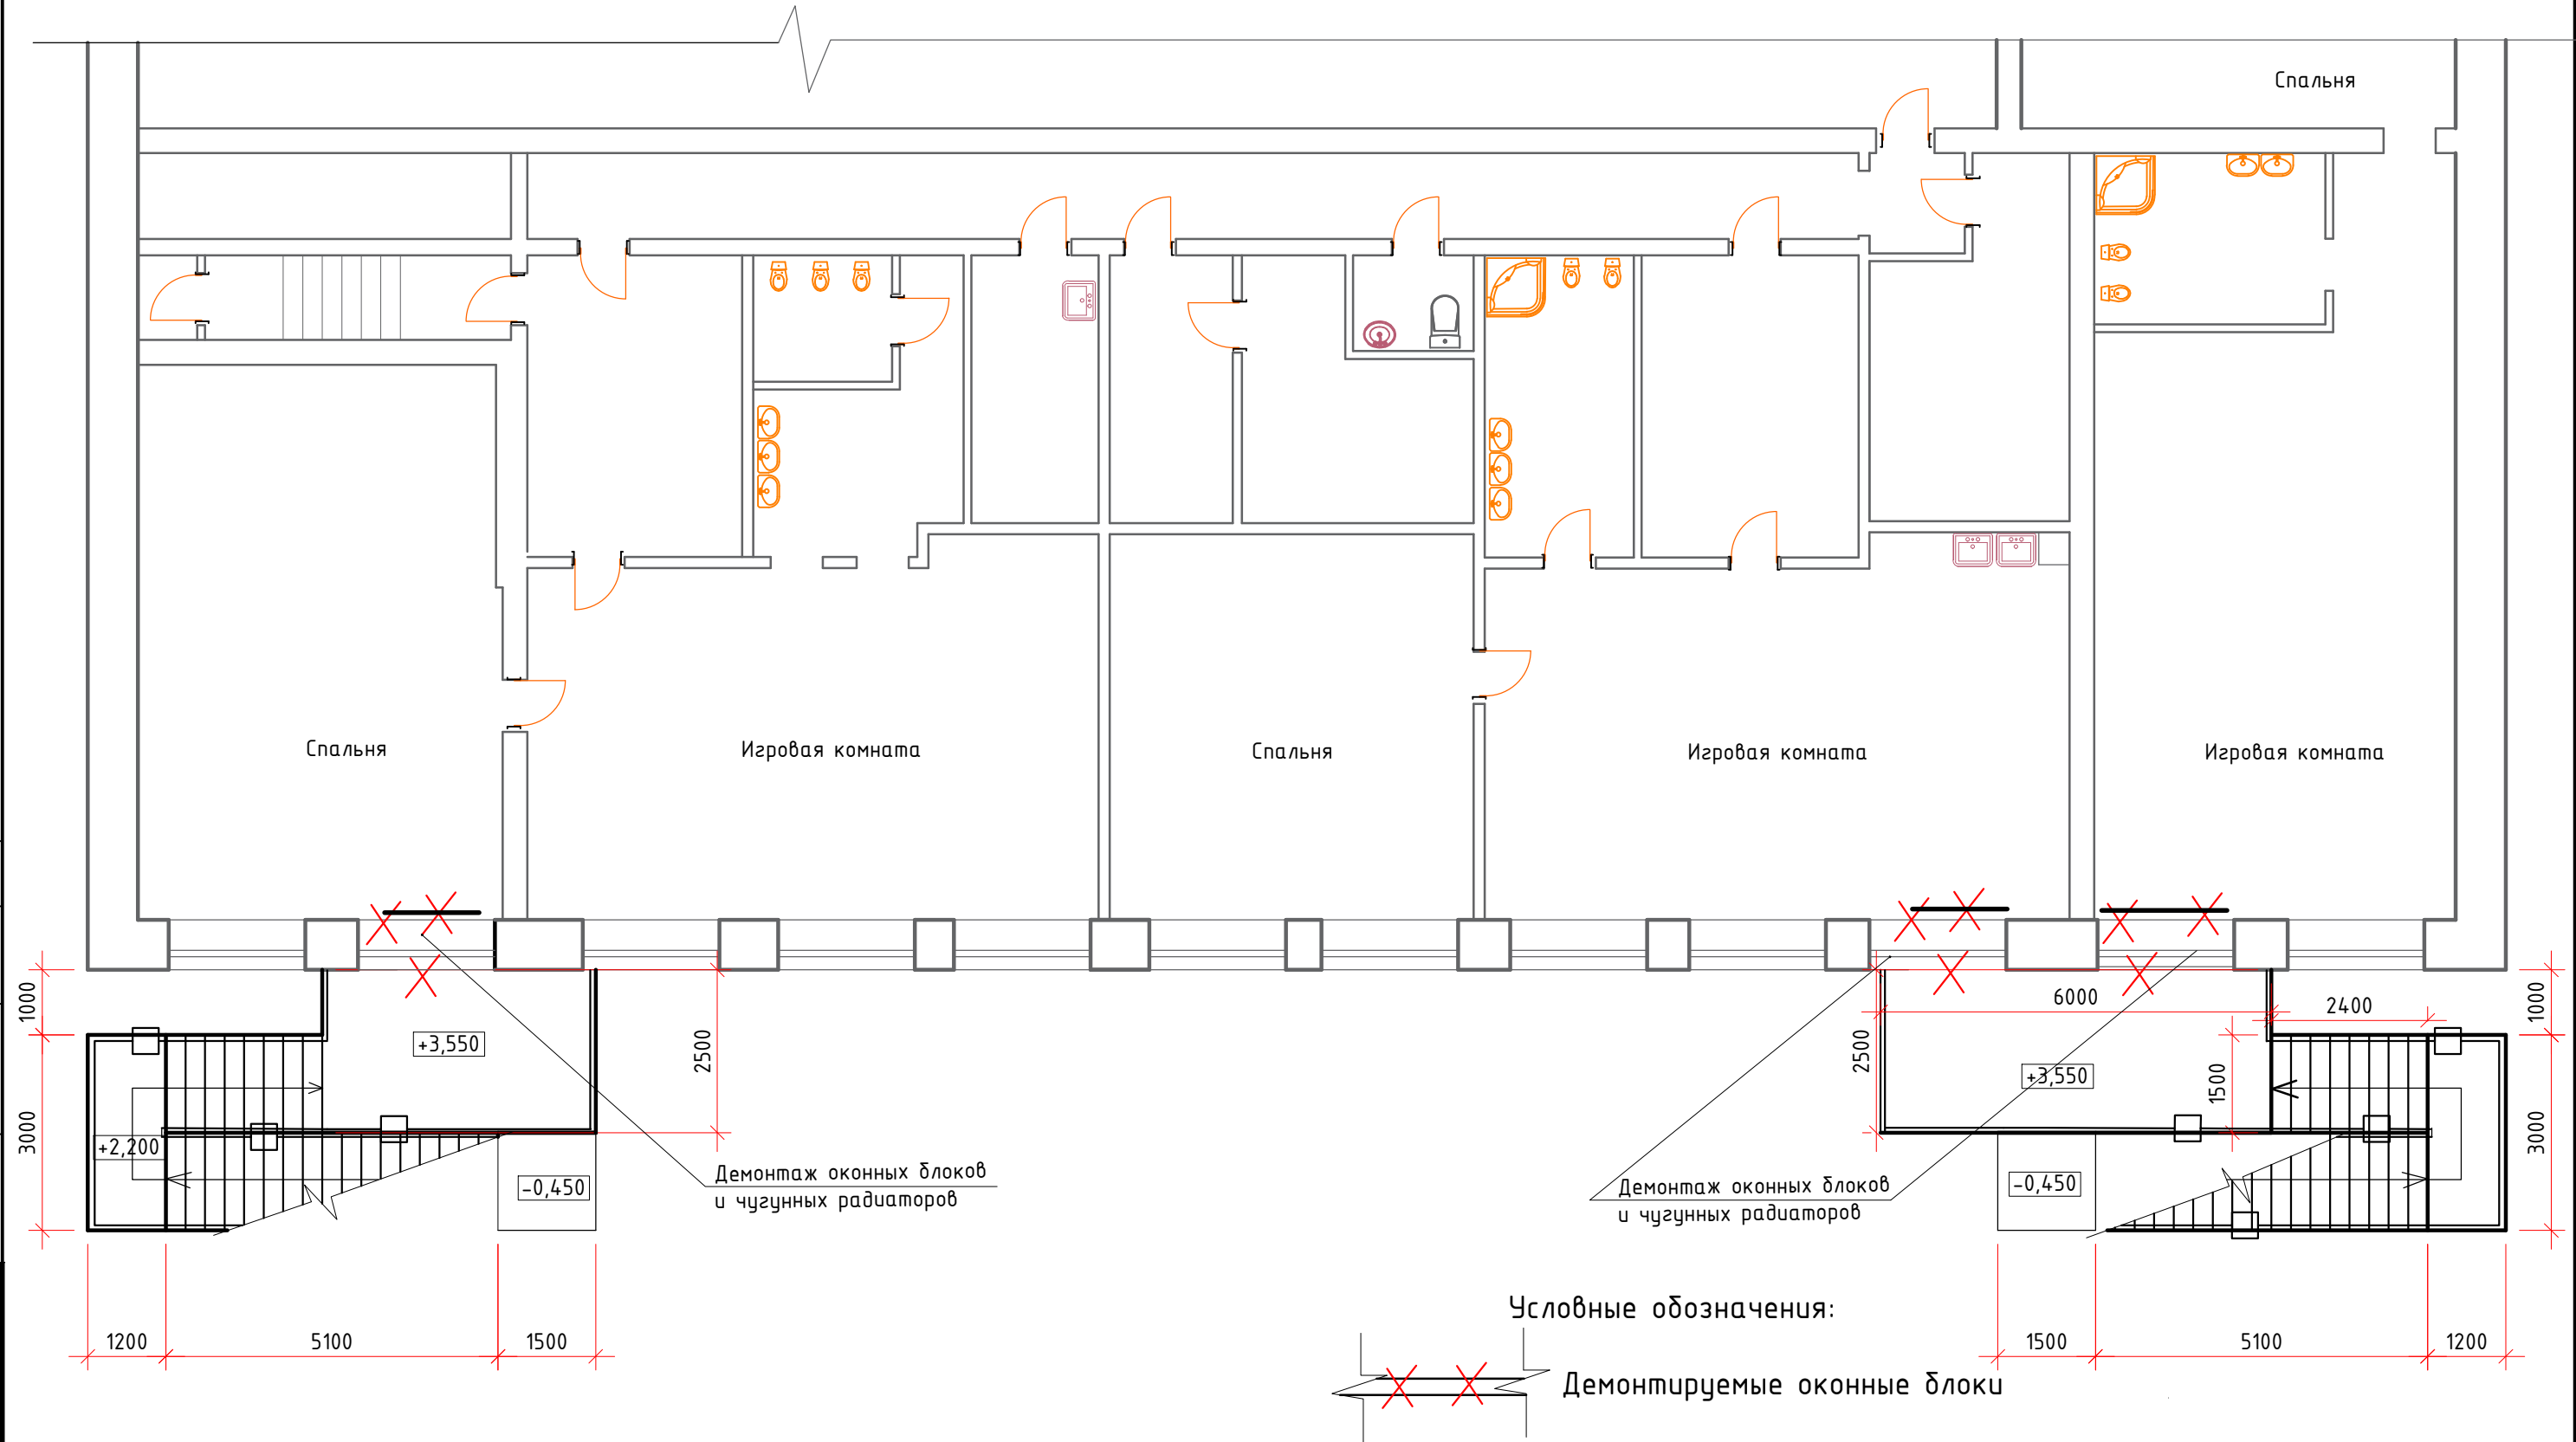 Спальня
Спальня
Игровая комната
Спальня
Игровая комната
Игровая комната
1000
3000
+3,550
+2,200
-0,450
2500
Демонтаж оконных блоков
и чугунных радиаторов
6000
2400
1000
2500
+3,550
1500
3000
-0,450
Демонтаж оконных блоков
и чугунных радиаторов
1200
5100
1500
1500
5100
1200
Условные обозначения:
Демонтируемые оконные блоки